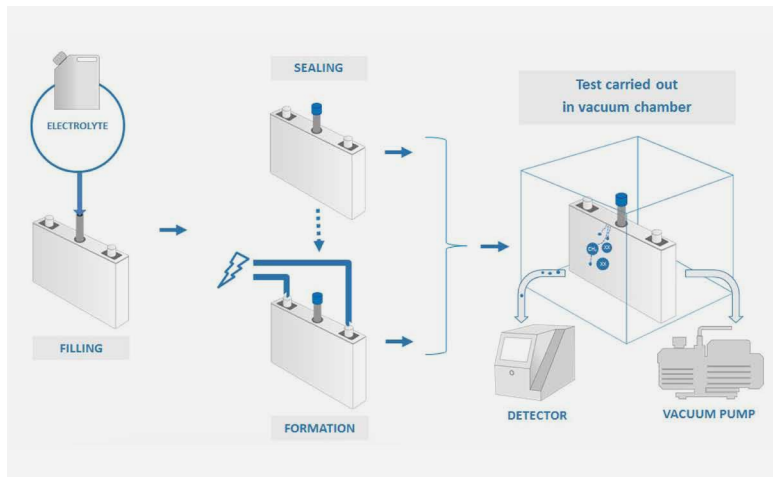 ELECTROLYTE
FILLING
SEALING
FORMATION
Test carried out
in vacuum chamber
DETECTOR
VACUUM PUMP